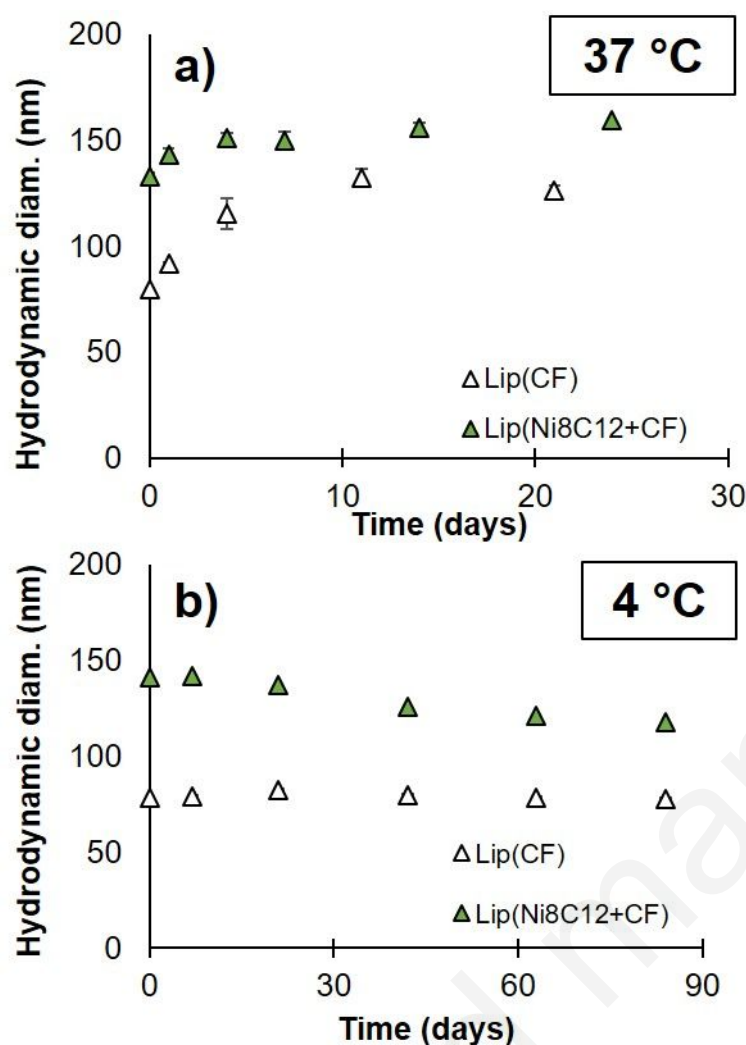 200
a)
37 °C
150
100
50
0
Hydrodynamic diam. (nm)
Lip(CF)
Lip(Ni8C12+CF)
0 10 20 30
Time (days)
200
b)
4 °C
150
100
50
0
Hydrodynamic diam. (nm)
Lip(CF)
Lip(Ni8C12+CF)
0 30 60 90
Time (days)